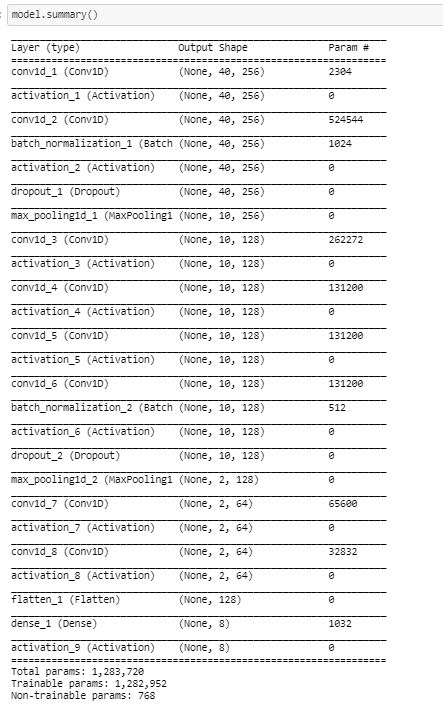 model.summary()
Layer (type) Output Shape Param #
conv1d_1 (Conv1D) (None, 40, 256) 2304
activation_1 (Activation) (None, 40, 256) 0
conv1d_2 (Conv1D) (None, 40, 256) 524544
batch_normalization_1 (Batch (None, 40, 256) 1024
activation_2 (Activation) (None, 40, 256) 0
dropout_1 (Dropout) (None, 40, 256) 0
max_pooling1d_1 (MaxPooling1 (None, 10, 256) 0
conv1d_3 (Conv1D) (None, 10, 128) 262272
activation_3 (Activation) (None, 10, 128) 0
conv1d_4 (Conv1D) (None, 10, 128) 131200
activation_4 (Activation) (None, 10, 128) 0
conv1d_5 (Conv1D) (None, 10, 128) 131200
activation_5 (Activation) (None, 10, 128) 0
conv1d_6 (Conv1D) (None, 10, 128) 131200
batch_normalization_2 (Batch (None, 10, 128) 512
activation_6 (Activation) (None, 10, 128) 0
dropout_2 (Dropout) (None, 10, 128) 0
max_pooling1d_2 (MaxPooling1 (None, 2, 128) 0
conv1d_7 (Conv1D) (None, 2, 64) 65600
activation_7 (Activation) (None, 2, 64) 0
conv1d_8 (Conv1D) (None, 2, 64) 32832
activation_8 (Activation) (None, 2, 64) 0
flatten_1 (Flatten) (None, 128) 0
dense_1 (Dense) (None, 8) 1032
activation_9 (Activation) (None, 8) 0
Total params: 1,283,720
Trainable params: 1,282,952
Non-trainable params: 768